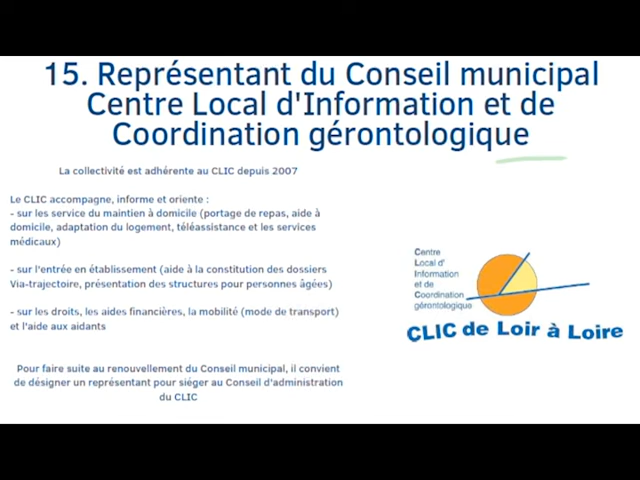 15. Représentant du Conseil municipal
Centre Local d'Information et de
Coordination gérontologique
La collectivité est adhérente au CLIC depuis 2007
Le CLIC accompagne, informe et oriente :
- sur les service du maintien à domicile (portage de repas, aide à
domicile, adaptation du logement, téléassistance et les services
médicaux)
- sur l'entrée en établissement (aide à la constitution des dossiers
Via-trajectoire, présentation des structures pour personnes âgées)
- sur les droits, les aides financières, la mobilité (mode de transport)
et l'aide aux aidants
Pour faire suite au renouvellement du Conseil municipal, il convient
de désigner un représentant pour siéger au Conseil d'administration
du CLIC
Centre
Local d'
Information
et de
Coordination
gérontologique
CLIC de Loir à Loire